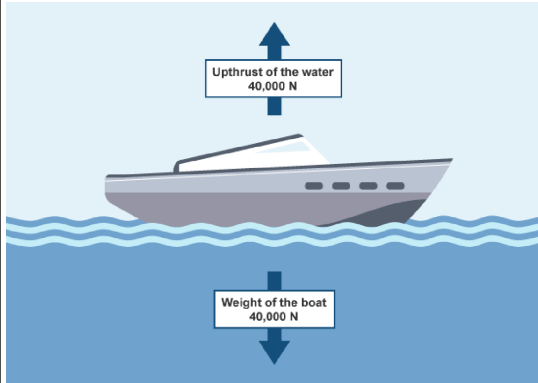 Upthrust of the water
40,000 N
Weight of the boat
40,000 N